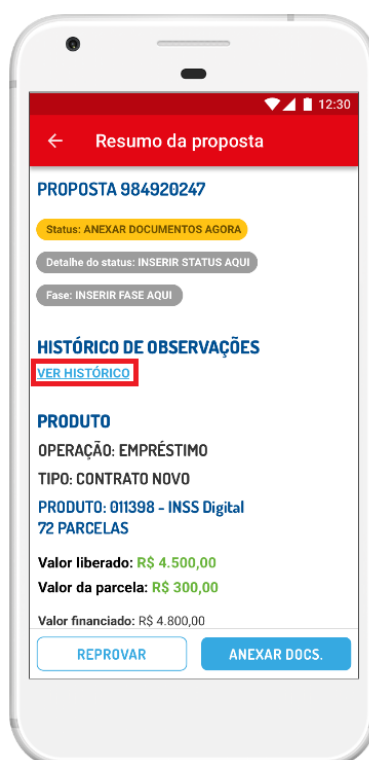 12:30
Resumo da proposta
PROPOSTA 984920247
Status: ANEXAR DOCUMENTOS AGORA
Detalhe do status: INSERIR STATUS AQUI
Fase: INSERIR FASE AQUI
HISTÓRICO DE OBSERVAÇÕES
VER HISTÓRICO
PRODUTO
OPERAÇÃO: EMPRÉSTIMO
TIPO: CONTRATO NOVO
PRODUTO: 011398 - INSS Digital
72 PARCELAS
Valor liberado: R$ 4.500,00
Valor da parcela: R$ 300,00
Valor financiado: R$ 4.800,00
REPROVAR
ANEXAR DOCS.